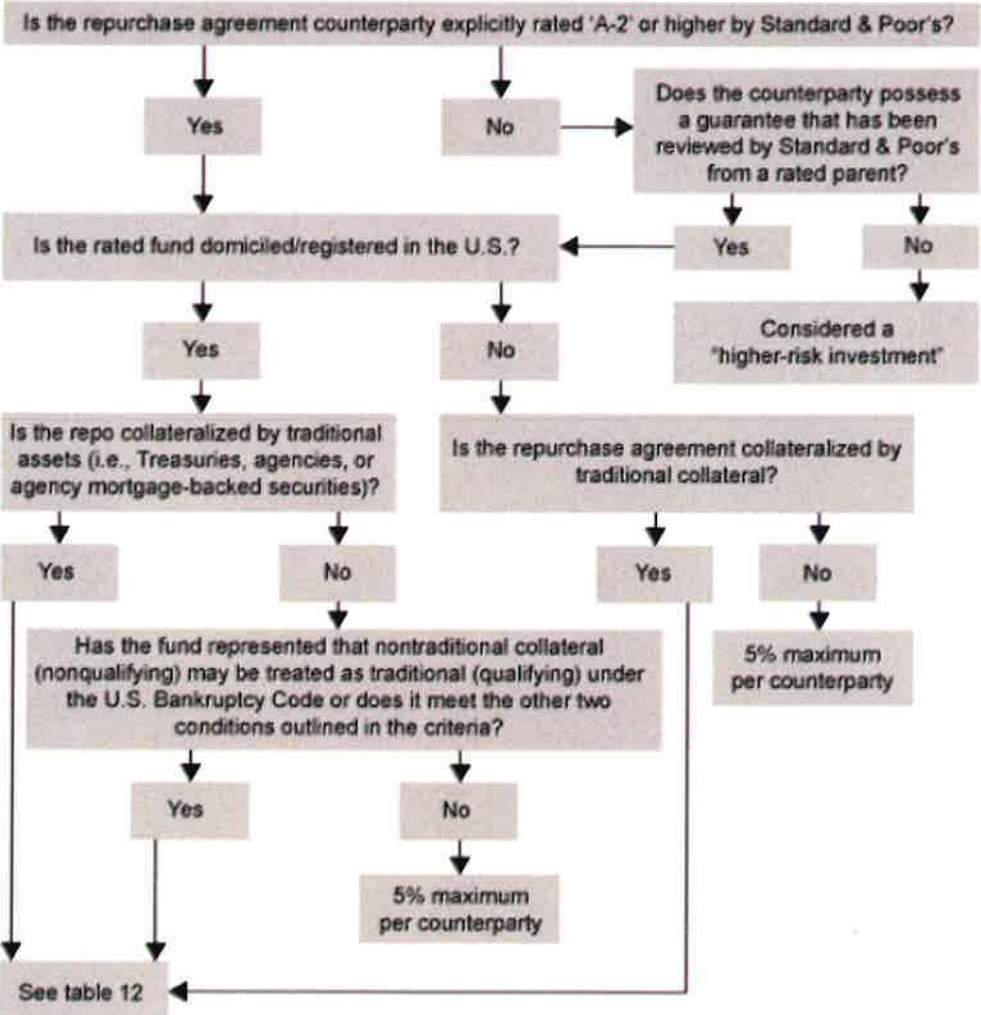 Is the repurchase agreement counterparty explicitly rated 'A-2' or higher by Standard & Poor's?
Yes
No
Does the counterparty possess
a guarantee that has been
reviewed by Standard & Poor's
from a rated parent?
Is the rated fund domiciled/registered in the U.S.?
Yes
No
Yes
No
Considered a
"higher-risk investment"
Is the repo collateralized by traditional
assets (i.e., Treasuries, agencies, or
agency mortgage-backed securities)?
Is the repurchase agreement collateralized by
traditional collateral?
Yes
No
Yes
No
Has the fund represented that nontraditional collateral
(nonqualifying) may be treated as traditional (qualifying) under
the U.S. Bankruptcy Code or does it meet the other two
conditions outlined in the criteria?
5% maximum
per counterparty
Yes
No
5% maximum
per counterparty
See table 12